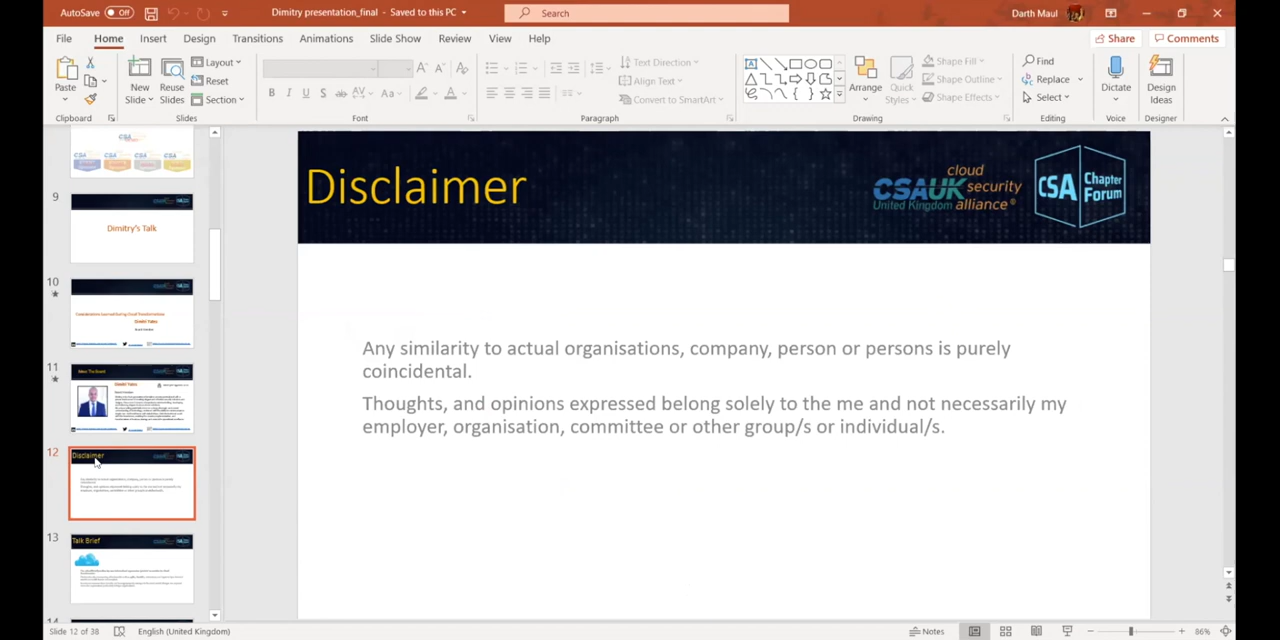 AutoSave Off Dimitry presentation_final - Saved to this PC Search Darth Maul
File Home Insert Design Transitions Animations Slide Show Review View Help Share Comments
Paste
New Slide
Reuse Slides
Layout
Reset
Section
Text Direction
Align Text
Convert to SmartArt
Arrange
Quick Styles
Shape Fill
Shape Outline
Shape Effects
Find
Replace
Select
Dictate
Design Ideas
Clipboard Slides Font Paragraph Drawing Editing Voice Designer
9
Dimitry's Talk
10
11
Meet The Board
12
Disclaimer
13
Talk Brief
14
Disclaimer
CSAUK
United Kingdom
cloud
security
alliance®
CSA Chapter Forum
Any similarity to actual organisations, company, person or persons is purely
coincidental.
Thoughts, and opinions expressed belong solely to the me and not necessarily my
employer, organisation, committee or other group/s or individual/s.
Slide 12 of 38 English (United Kingdom) Notes 86%